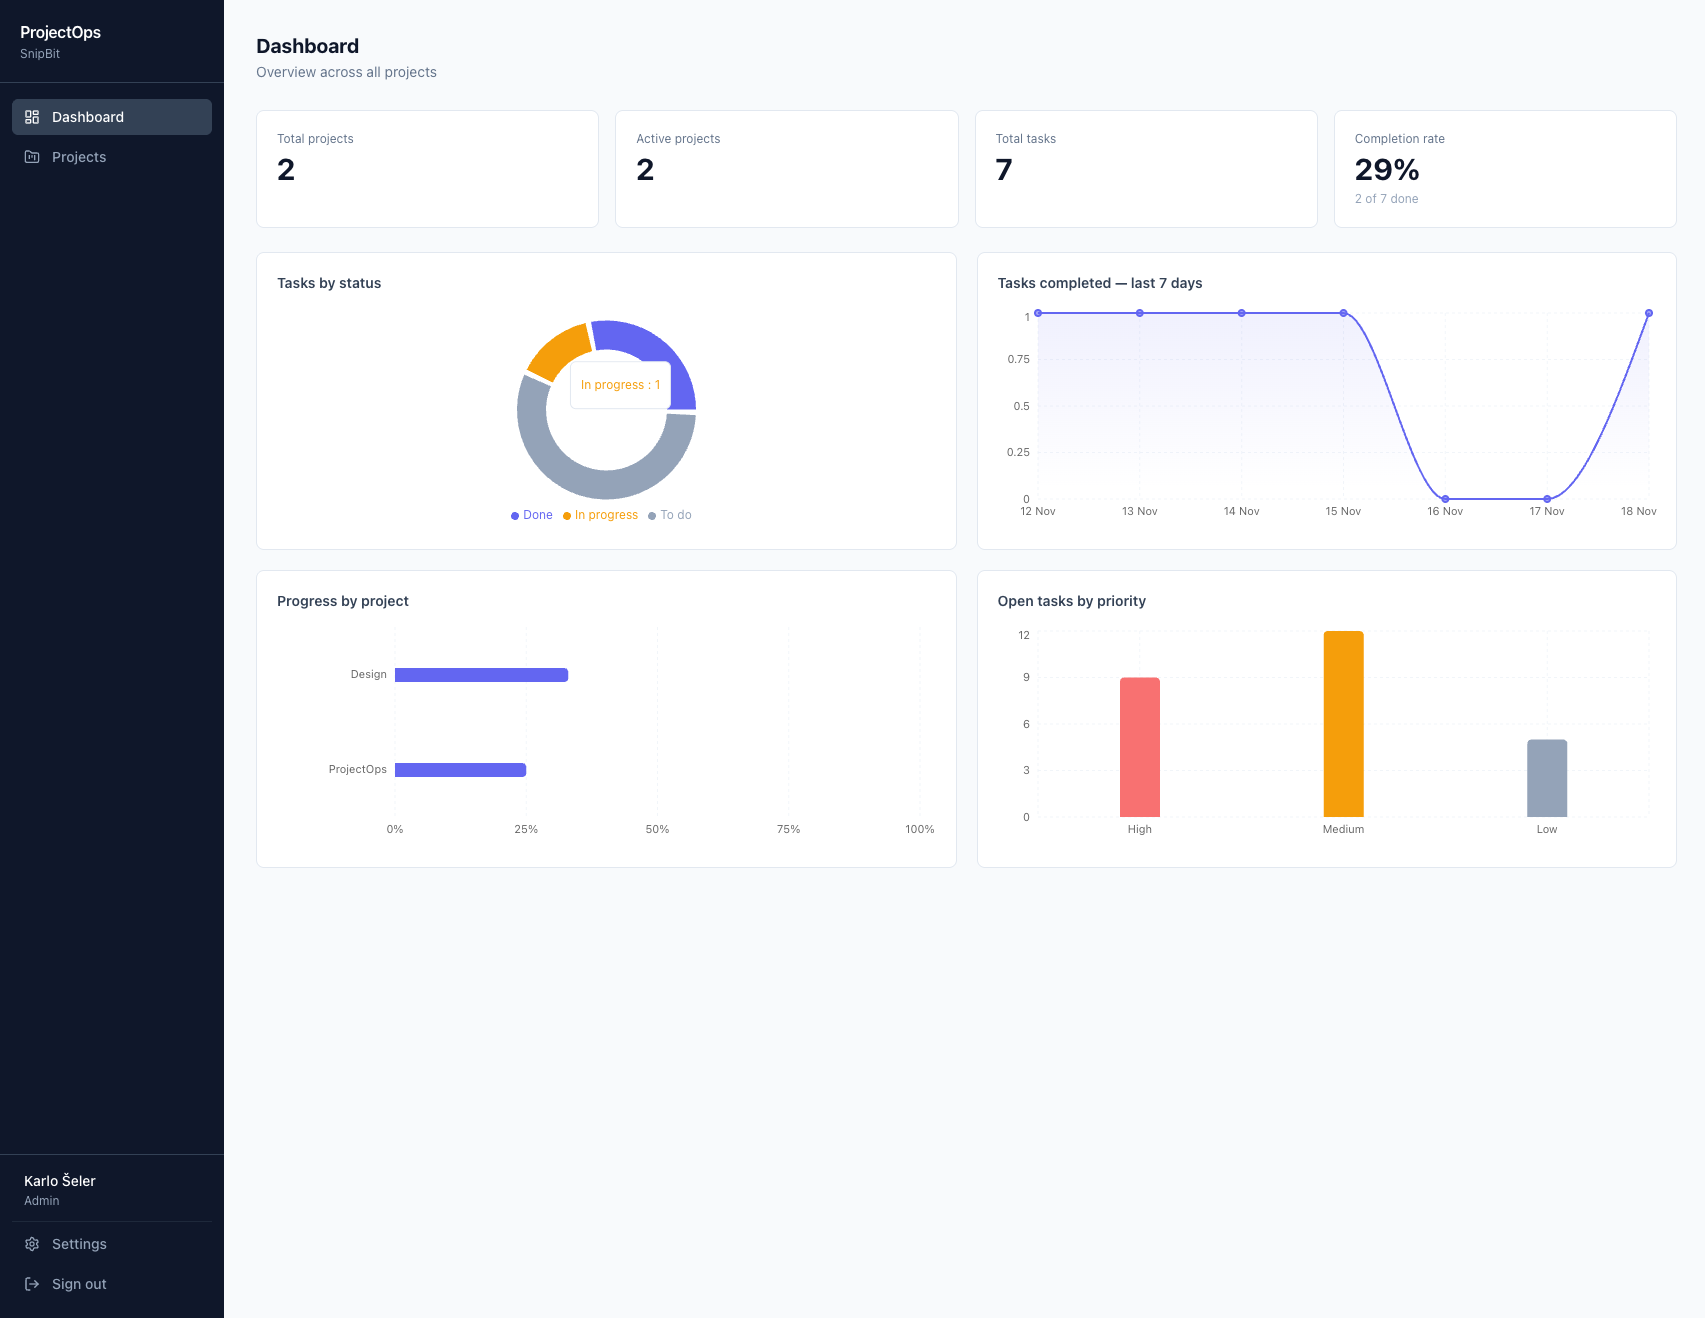 ProjectOps
SnipBit
Dashboard
Projects
Karlo Šeler
Admin
Settings
Sign out
Dashboard
Overview across all projects
Total projects
2
Active projects
2
Total tasks
7
Completion rate
29%
2 of 7 done
Tasks by status
In progress : 1
Done
In progress
To do
Tasks completed — last 7 days
1
0.75
0.5
0.25
0
12 Nov
13 Nov
14 Nov
15 Nov
16 Nov
17 Nov
18 Nov
Progress by project
Design
ProjectOps
0%
25%
50%
75%
100%
Open tasks by priority
12
9
6
3
0
High
Medium
Low